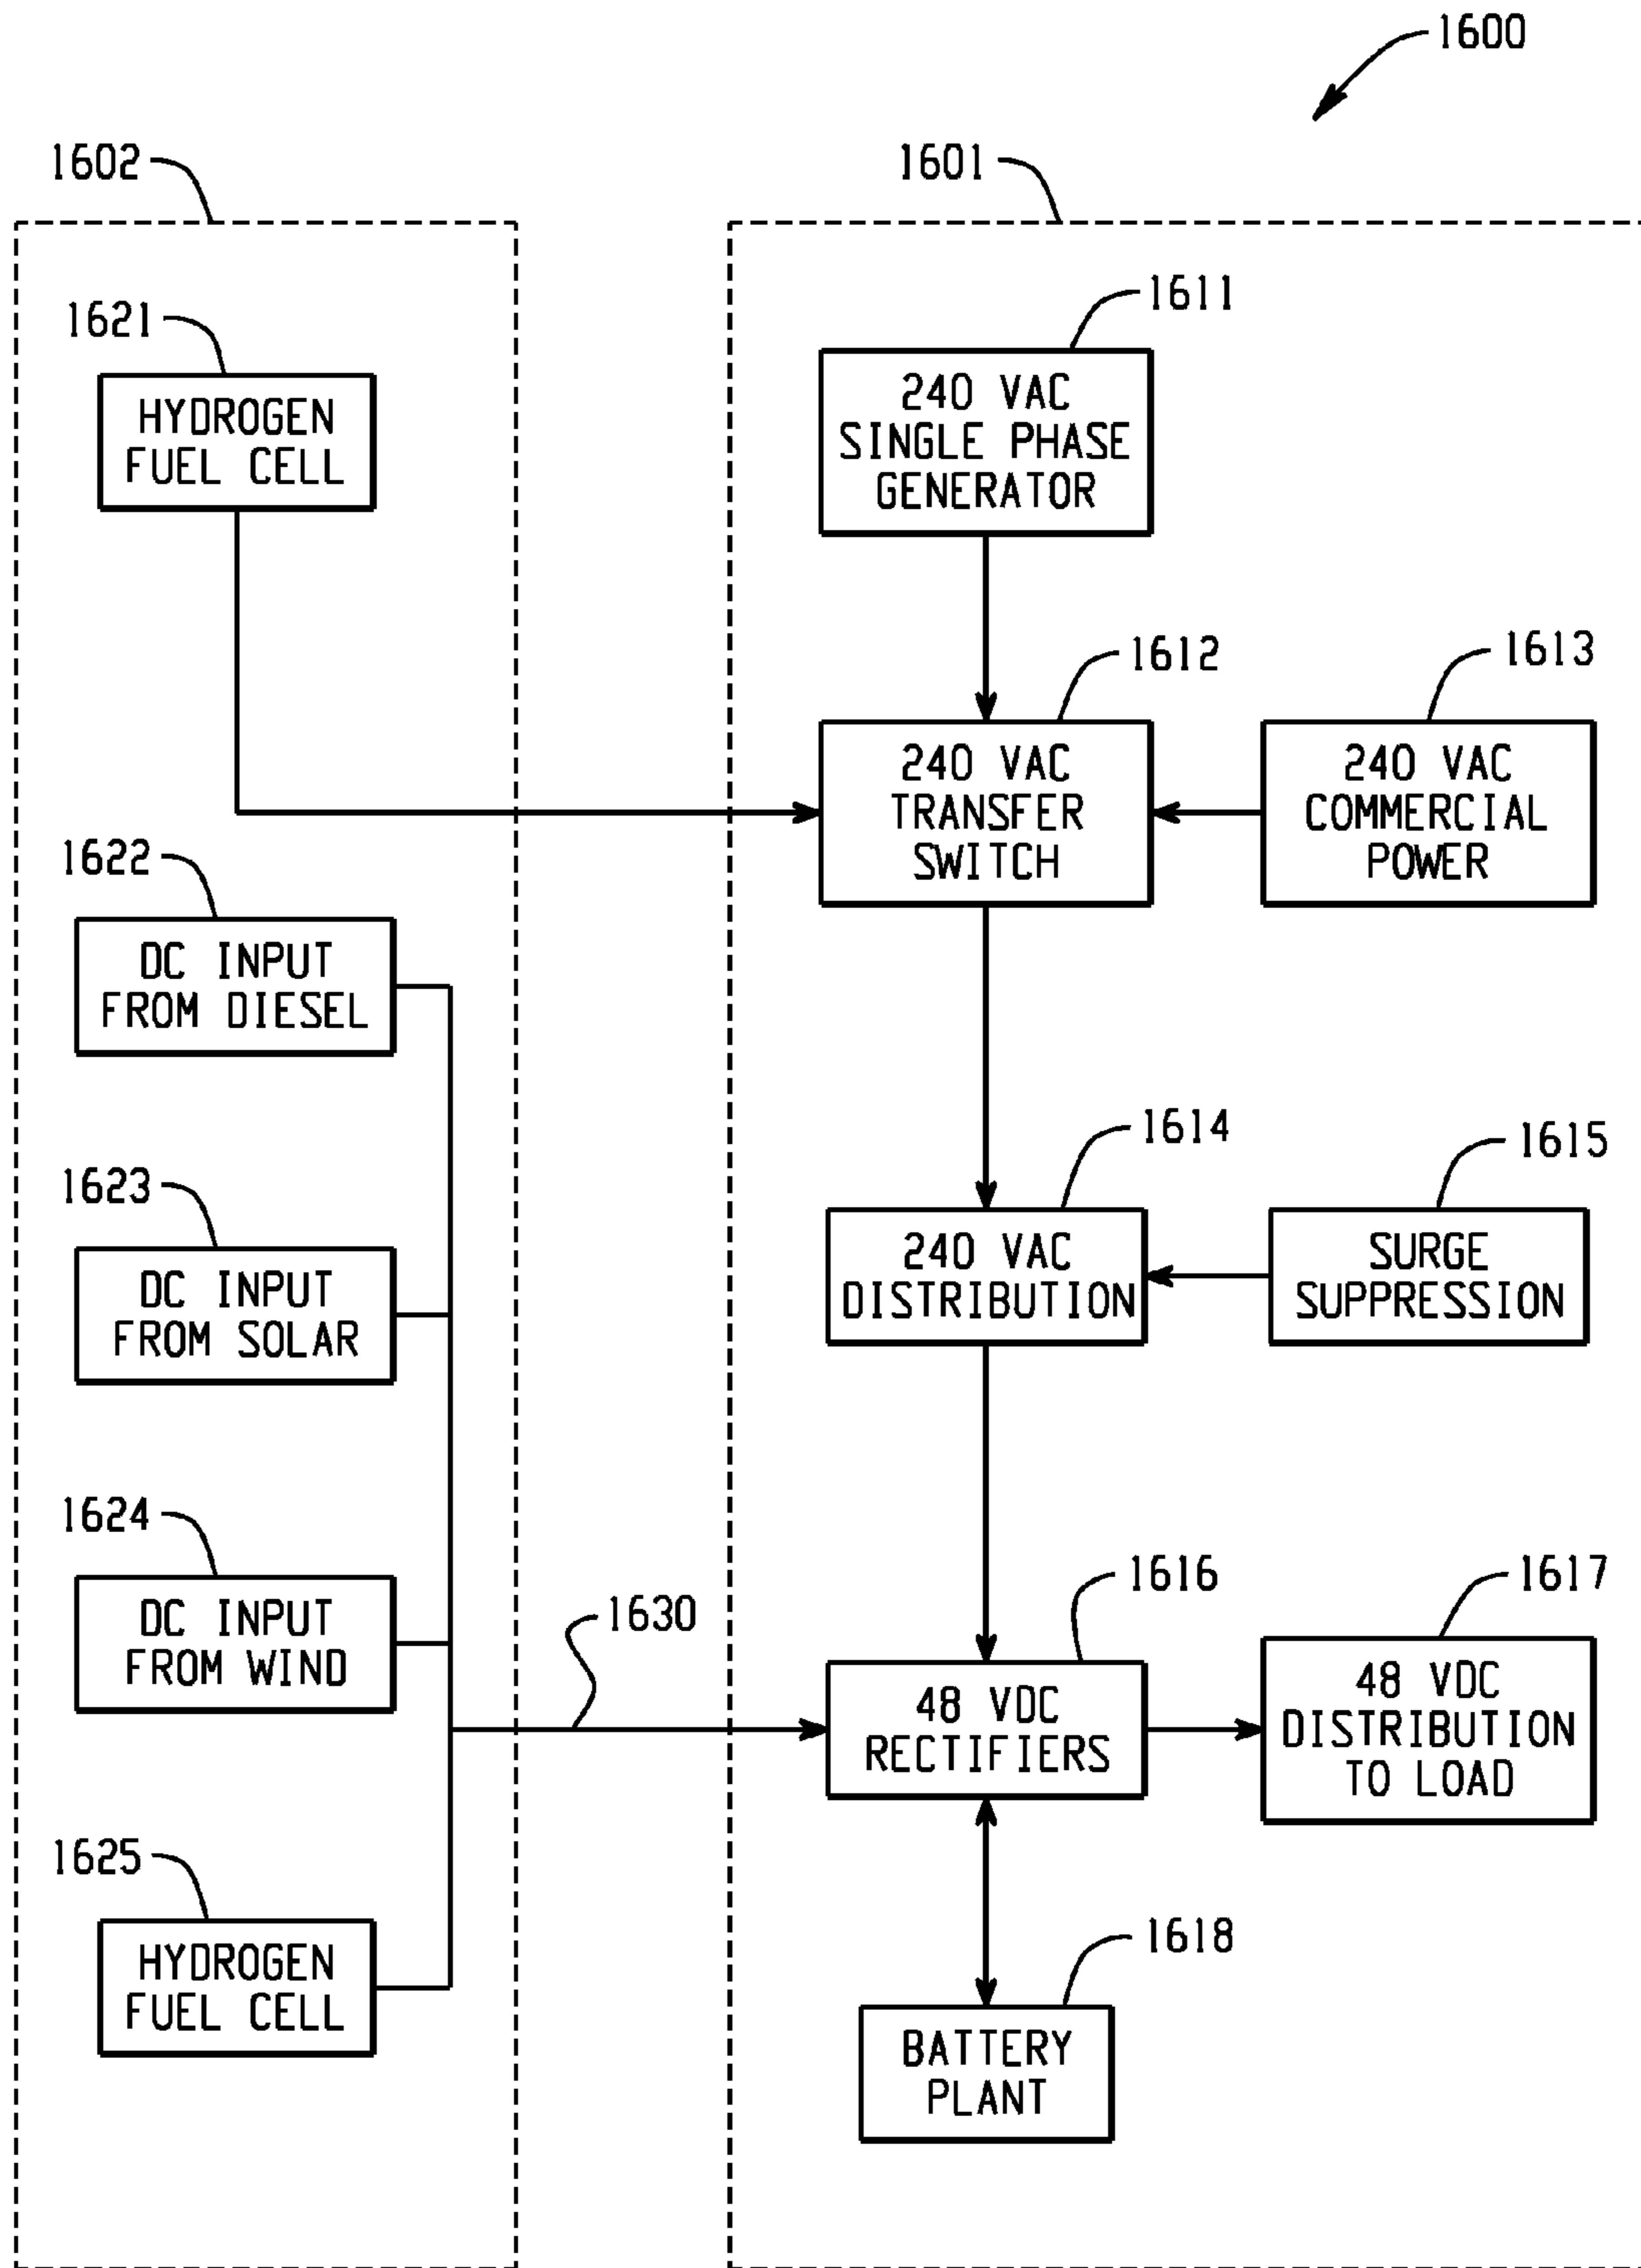 1600
1602
1601
1621
HYDROGEN
FUEL CELL
1611
240 VAC
SINGLE PHASE
GENERATOR
1612
240 VAC
TRANSFER
SWITCH
1613
240 VAC
COMMERCIAL
POWER
1622
DC INPUT
FROM DIESEL
1623
DC INPUT
FROM SOLAR
1614
240 VAC
DISTRIBUTION
1615
SURGE
SUPPRESSION
1624
DC INPUT
FROM WIND
1630
1616
48 VDC
RECTIFIERS
1617
48 VDC
DISTRIBUTION
TO LOAD
1625
HYDROGEN
FUEL CELL
1618
BATTERY
PLANT